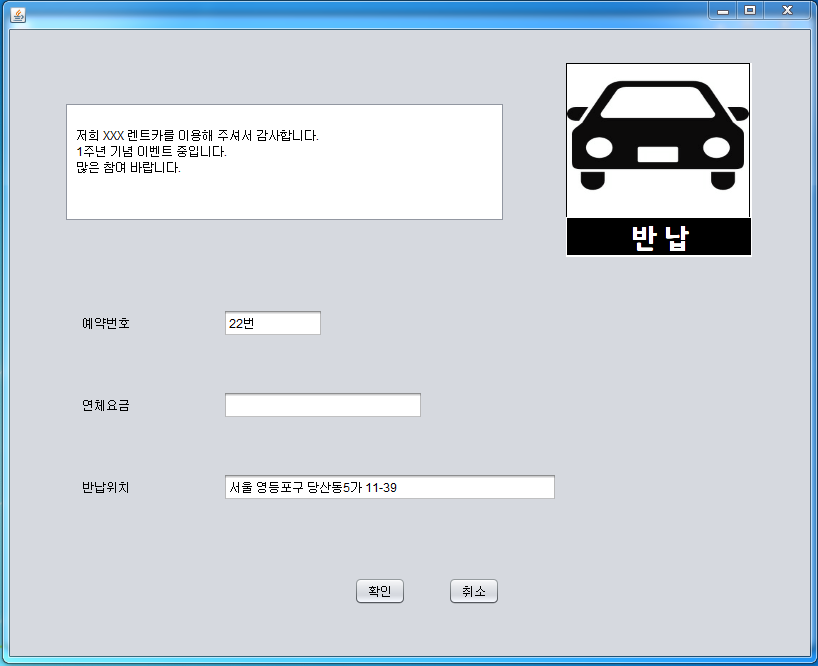 저희 XXX 렌트카를 이용해 주셔서 감사합니다.
1주년 기념 이벤트 중입니다.
많은 참여 바랍니다.
반 납
예약번호 22번
연체요금
반납위치 서울 영등포구 당산동5가 11-39
확인 취소